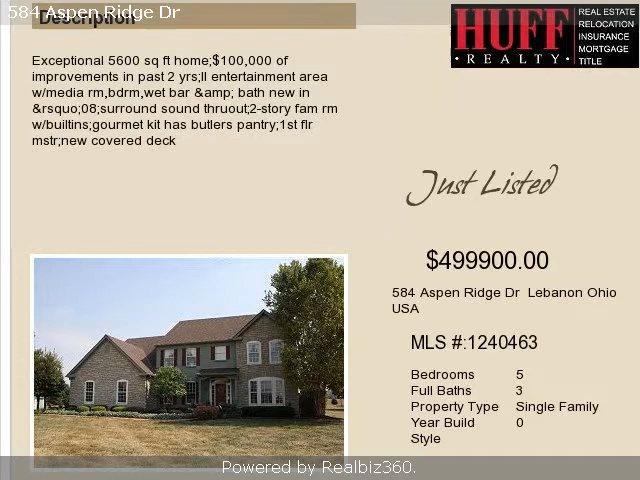 584 Aspen Ridge Dr
Description
HUFF
REALTY
REAL ESTATE
RELOCATION
INSURANCE
MORTGAGE
TITLE
Exceptional 5600 sq ft home;$100,000 of
improvements in past 2 yrs;ll entertainment area
w/media rm,bdrm,wet bar &amp; bath new in
&rsquo;08;surround sound thruout;2-story fam rm
w/builtins;gourmet kit has butlers pantry;1st flr
mstr;new covered deck
Just Listed
$499900.00
584 Aspen Ridge Dr  Lebanon Ohio
USA
MLS #:1240463
Bedrooms 5
Full Baths 3
Property Type Single Family
Year Build 0
Style
Powered by Realbiz360.